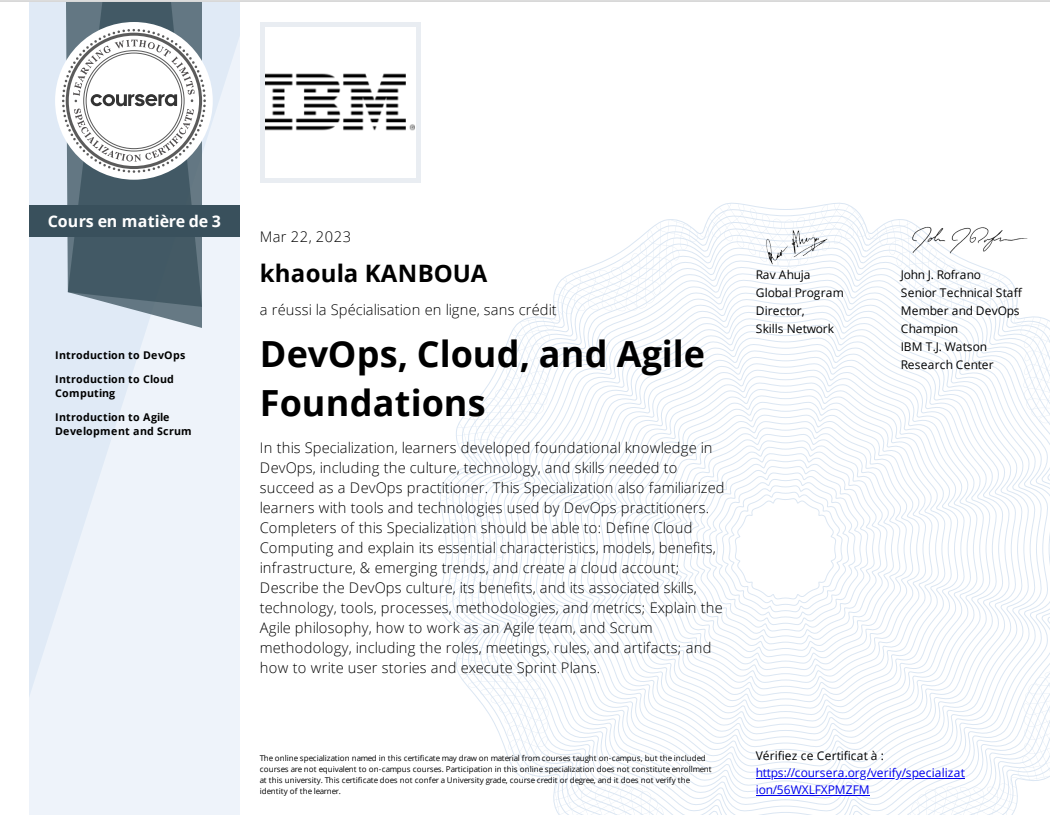 LEARNING WITHOUT LIMITS
coursera
SPECIALIZATION CERTIFICATE
IBM®
Cours en matière de 3
Introduction to DevOps
Introduction to Cloud
Computing
Introduction to Agile
Development and Scrum
Mar 22, 2023
khaoula KANBOUA
a réussi la Spécialisation en ligne, sans crédit
DevOps, Cloud, and Agile
Foundations
In this Specialization, learners developed foundational knowledge in
DevOps, including the culture, technology, and skills needed to
succeed as a DevOps practitioner. This Specialization also familiarized
learners with tools and technologies used by DevOps practitioners.
Completers of this Specialization should be able to: Define Cloud
Computing and explain its essential characteristics, models, benefits,
infrastructure, & emerging trends, and create a cloud account;
Describe the DevOps culture, its benefits, and its associated skills,
technology, tools, processes, methodologies, and metrics; Explain the
Agile philosophy, how to work as an Agile team, and Scrum
methodology, including the roles, meetings, rules, and artifacts; and
how to write user stories and execute Sprint Plans.
Rav Ahuja
Global Program
Director,
Skills Network
John J. Rofrano
Senior Technical Staff
Member and DevOps
Champion
IBM T.J. Watson
Research Center
The online specialization named in this certificate may draw on material from courses taught on-campus, but the included
courses are not equivalent to on-campus courses. Participation in this online specialization does not constitute enrollment
at this university. This certificate does not confer a University grade, course credit or degree, and it does not verify the
identity of the learner.
Vérifiez ce Certificat à :
https://coursera.org/verify/specializat
ion/56WXLFXPMZFM